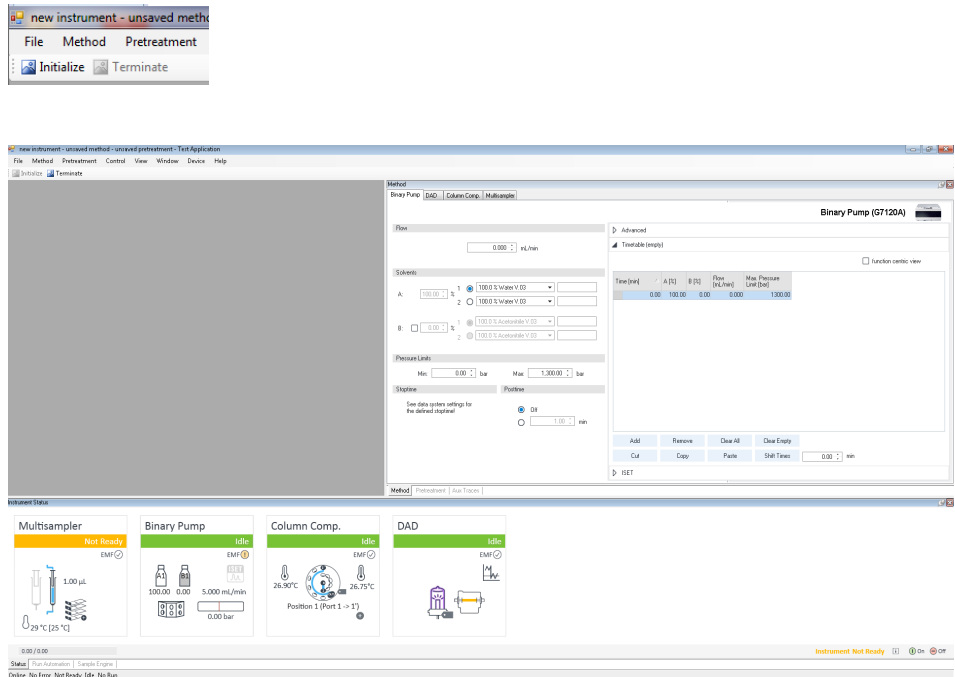 new instrument - unsaved metho
File Method Pretreatment
Initialize Terminate
new instrument - unsaved method - unsaved pretreatment - Test Application
File Method Pretreatment Control View Window Device Help
Initialize Terminate
Method
Binary Pump DAD Column Comp. Multisampler
Binary Pump (G7120A)
Flow
0.000 mL/min
Solvents
A: 100.00 % 1 100.0 % Water V.03
2 100.0 % Water V.03
B: 0.00 % 1 100.0 % Acetonitrile V.03
2 100.0 % Acetonitrile V.03
Pressure Limits
Min: 0.00 bar Max: 1,300.00 bar
Stoptime Posttime
See data system settings for
the defined stoptime!
Off
1.00 min
Advanced
Timetable (empty)
function centric view
Time [min] A [%] B [%] Flow [mL/min] Max. Pressure Limit [bar]
0.00 100.00 0.00 0.000 1300.00
Add Remove Clear All Clear Empty
Cut Copy Paste Shift Times 0.00 min
ISET
Method Pretreatment Aux Traces
Instrument Status
Multisampler
Not Ready
EMF
1.00 µL
29 °C [25 °C]
Binary Pump
Idle
EMF
A1 B1 ISET
100.00 0.00 5.000 mL/min
0.00 bar
Column Comp.
Idle
EMF
26.90°C 26.75°C
Position 1 (Port 1 -> 1')
DAD
Idle
EMF
0.00 / 0.00
Instrument Not Ready On Off
Status Run Automation Sample Engine
Online No Error Not Ready Idle No Run